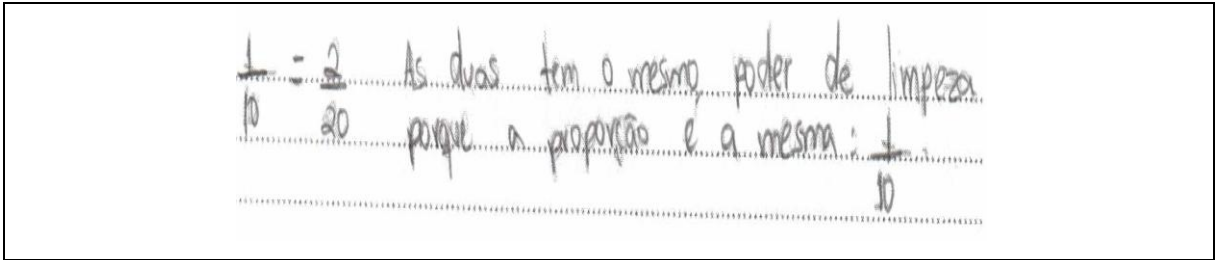 1/10 = 2/20 As duas tem o mesmo poder de limpeza
porque a proporção é a mesma: 1/10.